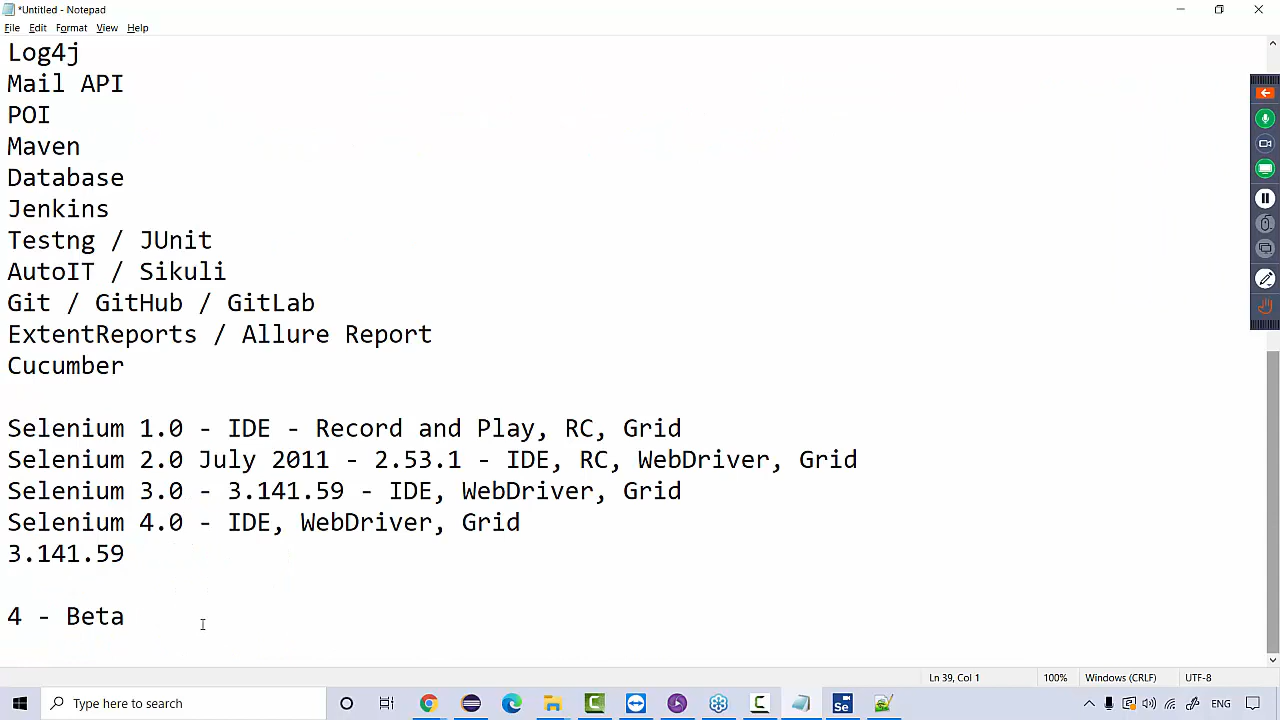 *Untitled - Notepad
File Edit Format View Help
Log4j
Mail API
POI
Maven
Database
Jenkins
Testng / JUnit
AutoIT / Sikuli
Git / GitHub / GitLab
ExtentReports / Allure Report
Cucumber
Selenium 1.0 - IDE - Record and Play, RC, Grid
Selenium 2.0 July 2011 - 2.53.1 - IDE, RC, WebDriver, Grid
Selenium 3.0 - 3.141.59 - IDE, WebDriver, Grid
Selenium 4.0 - IDE, WebDriver, Grid
3.141.59
4 - Beta
Ln 39, Col 1 100% Windows (CRLF) UTF-8
Type here to search Se ENG